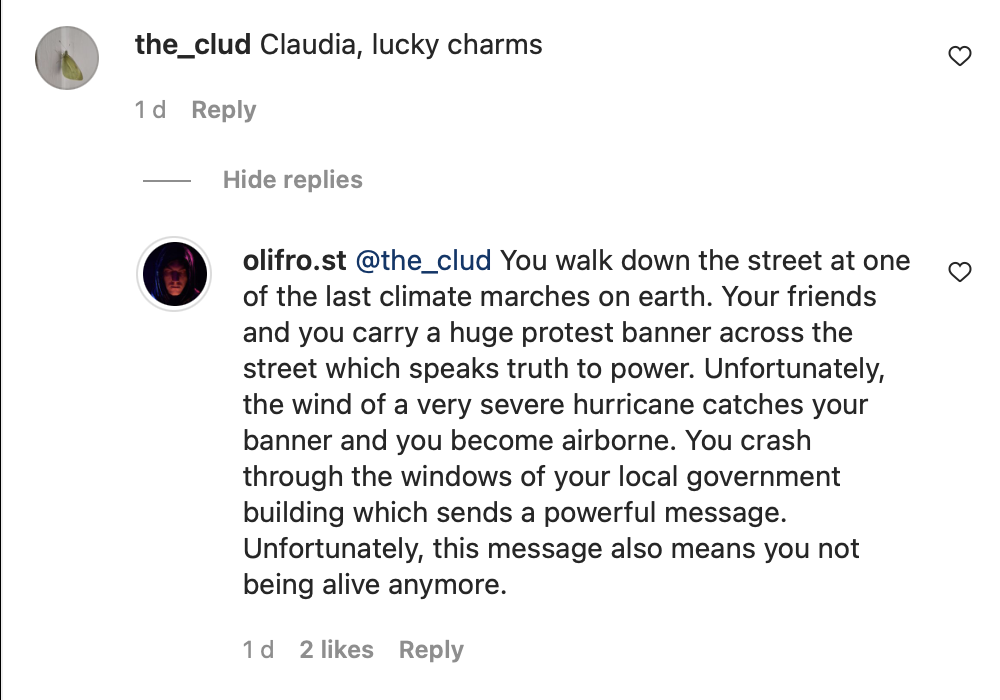 the_clud Claudia, lucky charms
1 d Reply
Hide replies
olifro.st @the_clud You walk down the street at one
of the last climate marches on earth. Your friends
and you carry a huge protest banner across the
street which speaks truth to power. Unfortunately,
the wind of a very severe hurricane catches your
banner and you become airborne. You crash
through the windows of your local government
building which sends a powerful message.
Unfortunately, this message also means you not
being alive anymore.
1 d 2 likes Reply